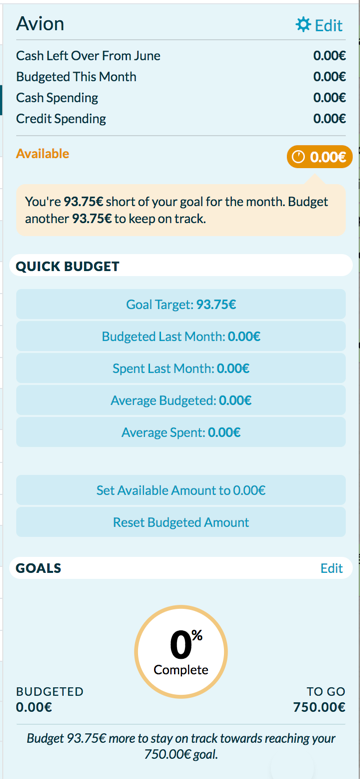 Avion Edit
Cash Left Over From June 0.00€
Budgeted This Month 0.00€
Cash Spending 0.00€
Credit Spending 0.00€
Available 0.00€
You're 93.75€ short of your goal for the month. Budget
another 93.75€ to keep on track.
QUICK BUDGET
Goal Target: 93.75€
Budgeted Last Month: 0.00€
Spent Last Month: 0.00€
Average Budgeted: 0.00€
Average Spent: 0.00€
Set Available Amount to 0.00€
Reset Budgeted Amount
GOALS Edit
0%
Complete
BUDGETED TO GO
0.00€ 750.00€
Budget 93.75€ more to stay on track towards reaching your
750.00€ goal.